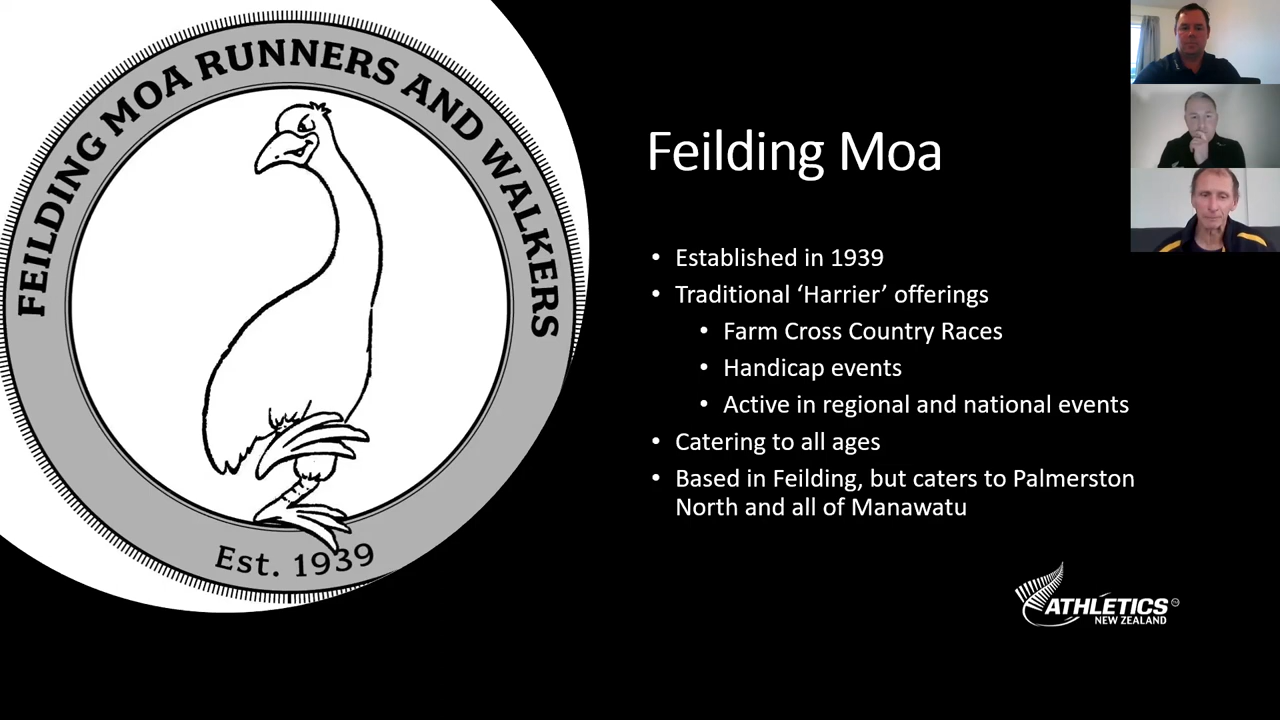 FEILDING MOA RUNNERS AND WALKERS
Est. 1939
Feilding Moa
• Established in 1939
• Traditional ‘Harrier’ offerings
• Farm Cross Country Races
• Handicap events
• Active in regional and national events
• Catering to all ages
• Based in Feilding, but caters to Palmerston
North and all of Manawatu
ATHLETICS
NEW ZEALAND